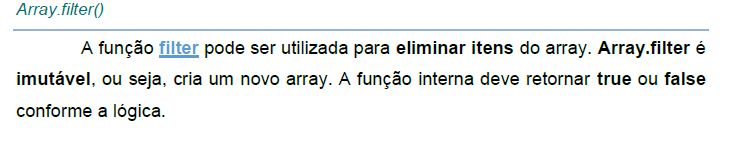 Array.filter()
A função filter pode ser utilizada para eliminar itens do array. Array.filter é
imutável, ou seja, cria um novo array. A função interna deve retornar true ou false
conforme a lógica.